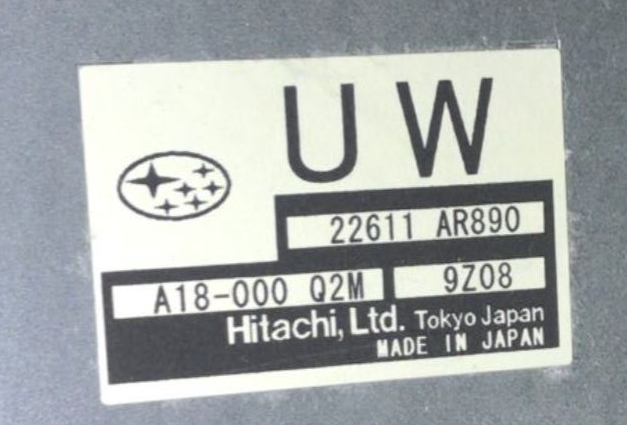 UW
22611 AR890
A18-000 Q2M 9Z08
Hitachi, Ltd. Tokyo Japan
MADE IN JAPAN